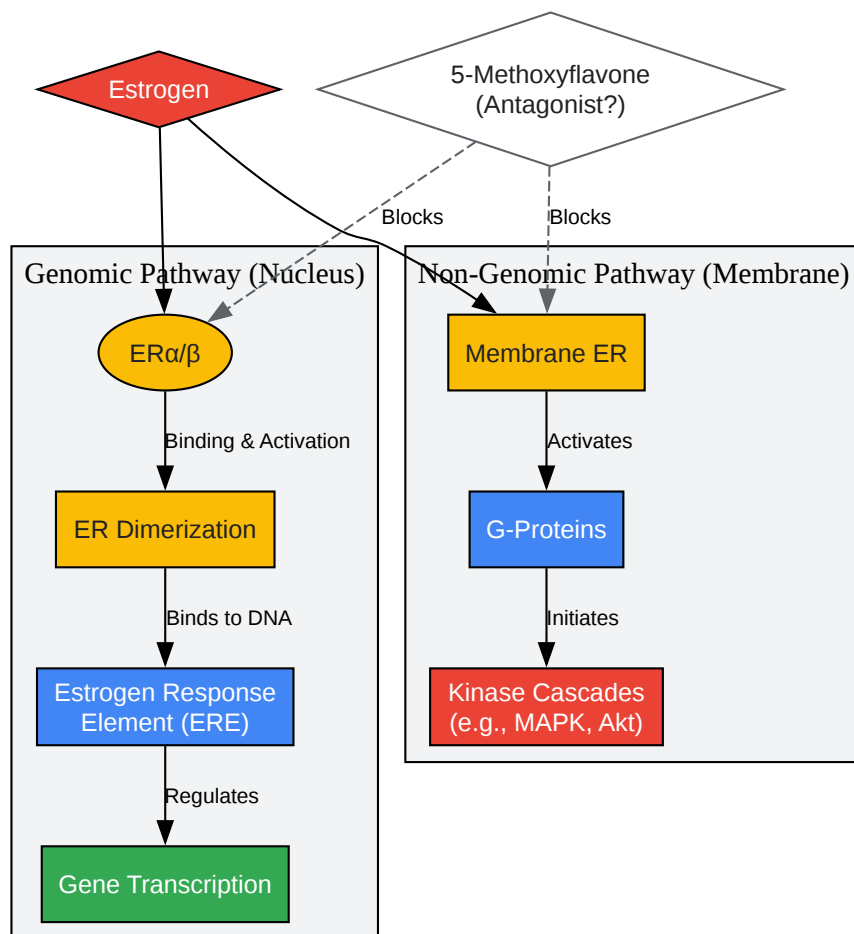 Estrogen
5-Methoxyflavone
(Antagonist?)
Blocks
Blocks
Genomic Pathway (Nucleus)
Non-Genomic Pathway (Membrane)
ERα/β
Membrane ER
Binding & Activation
Activates
ER Dimerization
G-Proteins
Binds to DNA
Initiates
Estrogen Response
Element (ERE)
Kinase Cascades
(e.g., MAPK, Akt)
Regulates
Gene Transcription